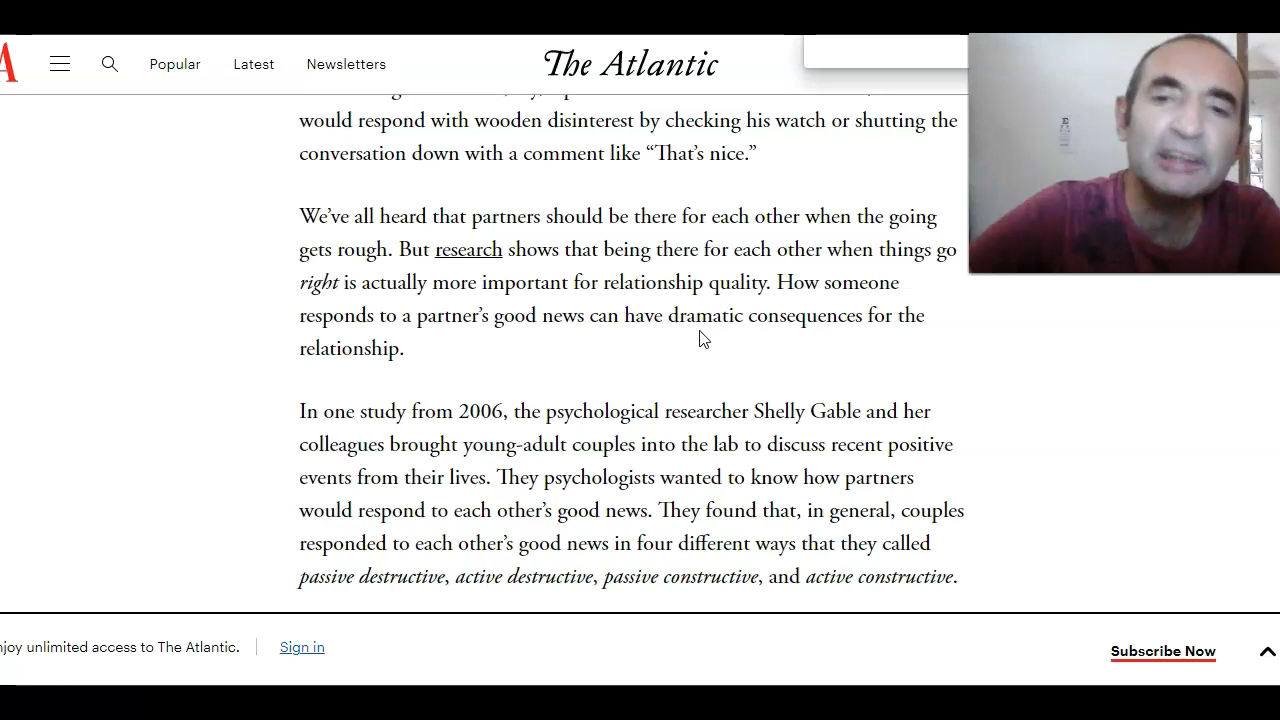 A
Popular
Latest
Newsletters
The Atlantic
would respond with wooden disinterest by checking his watch or shutting the
conversation down with a comment like “That’s nice.”
We’ve all heard that partners should be there for each other when the going
gets rough. But research shows that being there for each other when things go
right is actually more important for relationship quality. How someone
responds to a partner’s good news can have dramatic consequences for the
relationship.
In one study from 2006, the psychological researcher Shelly Gable and her
colleagues brought young-adult couples into the lab to discuss recent positive
events from their lives. They psychologists wanted to know how partners
would respond to each other’s good news. They found that, in general, couples
responded to each other’s good news in four different ways that they called
passive destructive, active destructive, passive constructive, and active constructive.
njoy unlimited access to The Atlantic.
Sign in
Subscribe Now
E